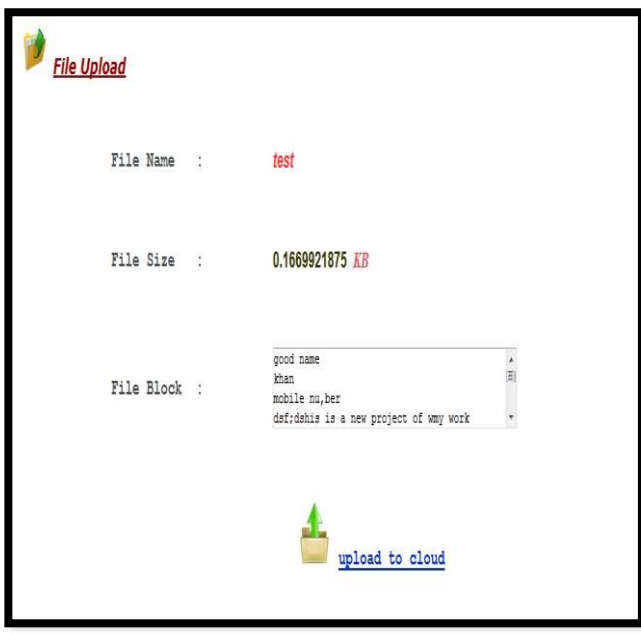 File Upload
File Name :
test
File Size :
0.1669921875 KB
File Block :
good name
khan
mobile nu,ber
dsf;dshis is a new project of wmy work
upload to cloud